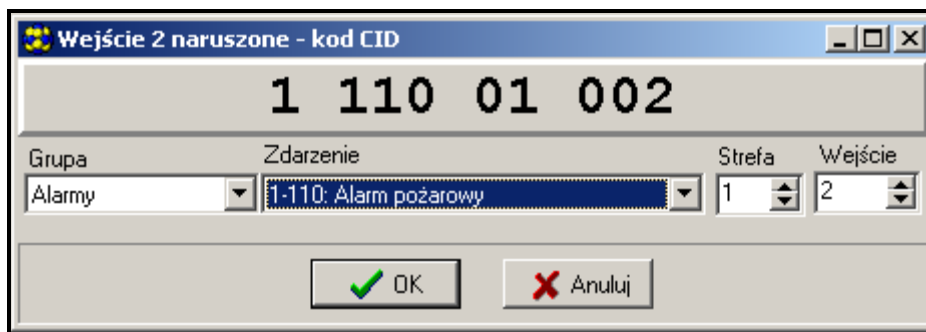 Wejście 2 naruszone - kod CID
1 110 01 002
Grupa Zdarzenie Strefa Wejście
Alarmy 1-110: Alarm pożarowy 1 2
OK Anuluj